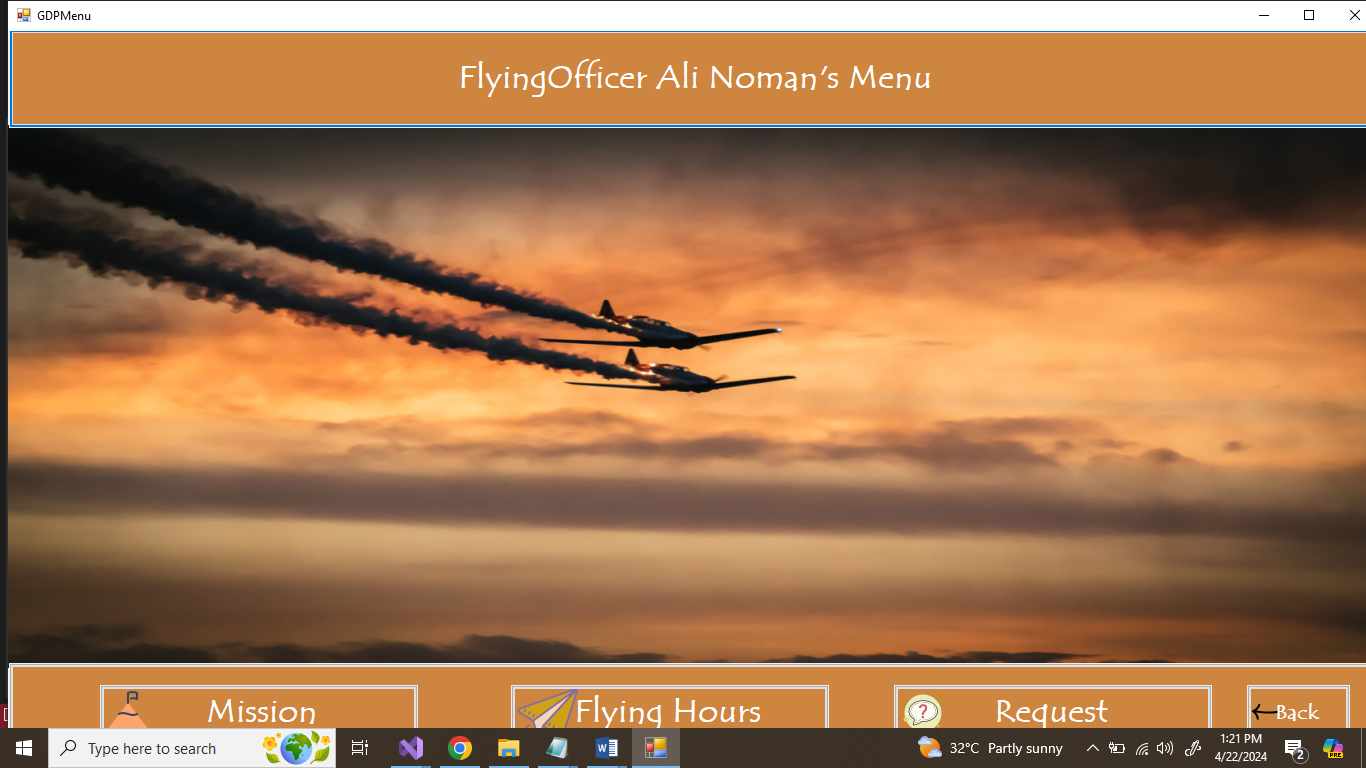 GDPMenu
FlyingOfficer Ali Noman's Menu
Mission
Flying Hours
?
Request
Back
Type here to search
W
32°C Partly sunny
1:21 PM
4/22/2024
2
PRE